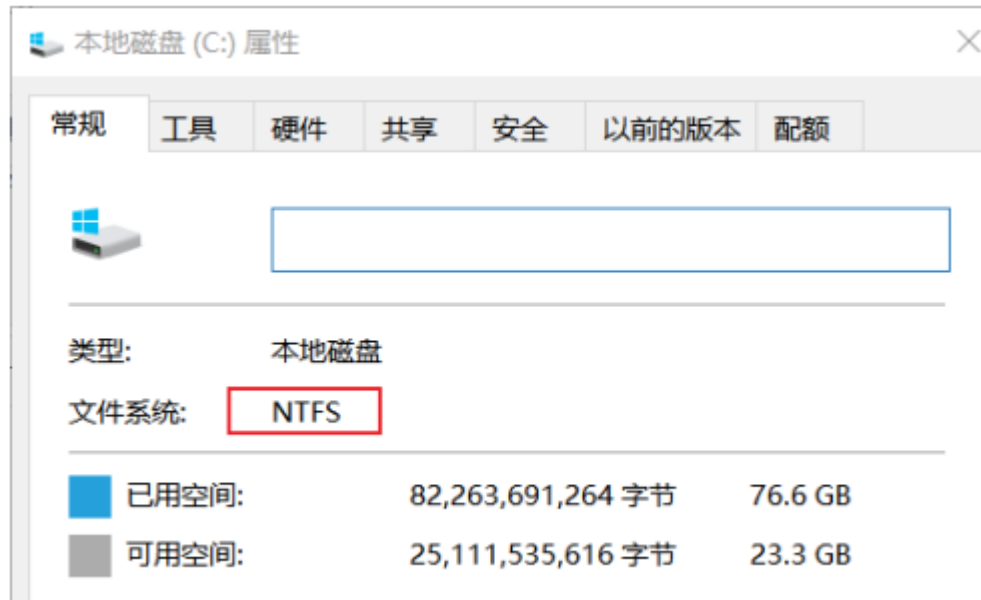 本地磁盘 (C:) 属性
常规 工具 硬件 共享 安全 以前的版本 配额
类型: 本地磁盘
文件系统: NTFS
已用空间: 82,263,691,264 字节 76.6 GB
可用空间: 25,111,535,616 字节 23.3 GB